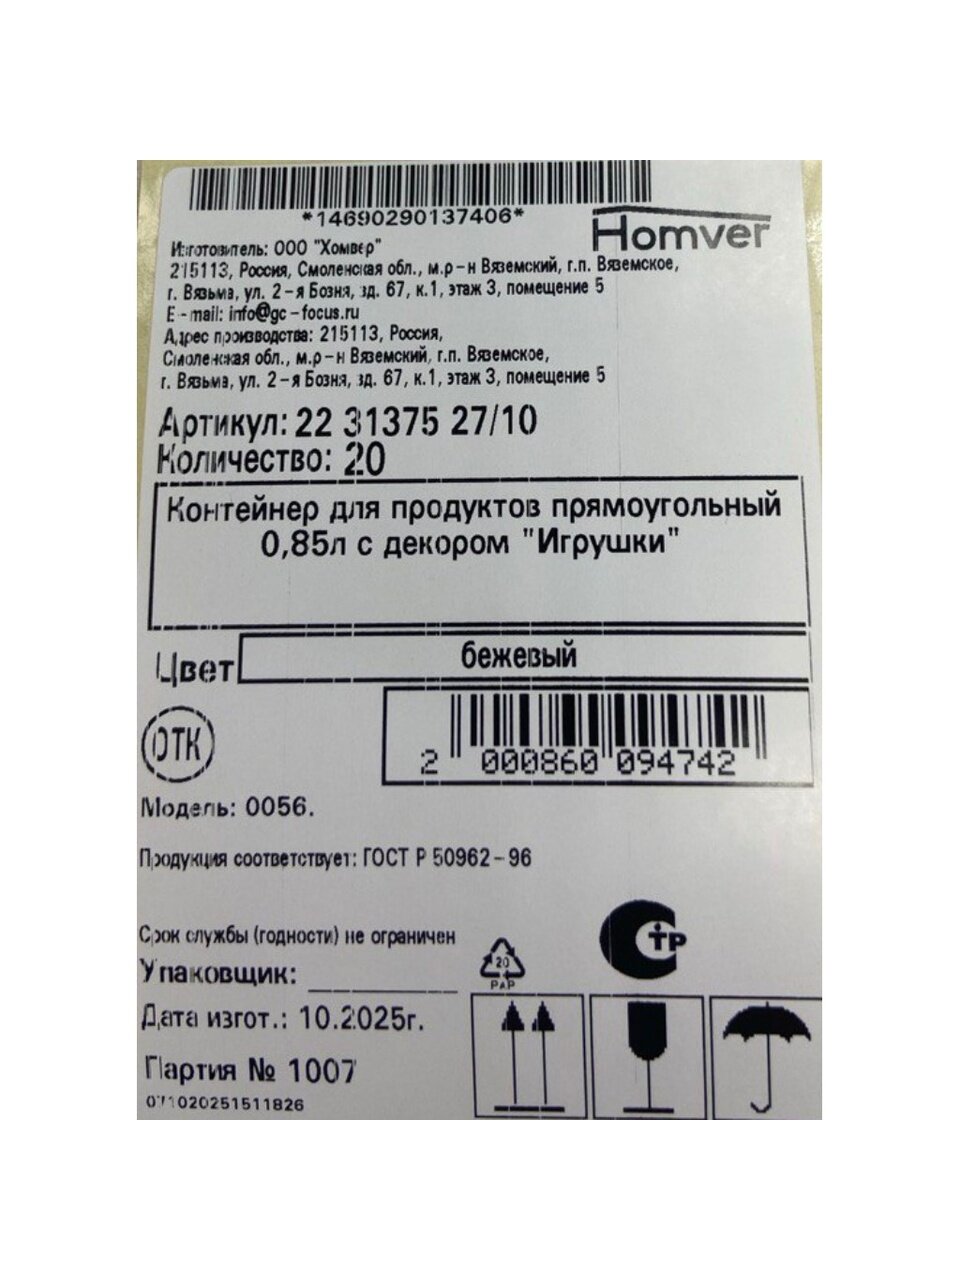 *14690290137406*
Homver
Изготовитель: ООО "Хомвер"
215113, Россия, Смоленская обл., м.р-н Вяземский, г.п. Вяземское,
г. Вязьма, ул. 2-я Бозня, зд. 67, к.1, этаж 3, помещение 5
E-mail: info@gc-focus.ru
Адрес производства: 215113, Россия,
Смоленская обл., м.р-н Вяземский, г.п. Вяземское,
г. Вязьма, ул. 2-я Бозня, зд. 67, к.1, этаж 3, помещение 5
Артикул: 22 31375 27/10
Количество: 20
Контейнер для продуктов прямоугольный
0,85л с декором "Игрушки"
Цвет бежевый
ОТК
2 000860 094742
Модель: 0056.
Продукция соответствует: ГОСТ Р 50962-96
Срок службы (годности) не ограничен
Упаковщик:
20
PAP
СТР
Дата изгот.: 10.2025г.
Партия № 1007
071020251511826